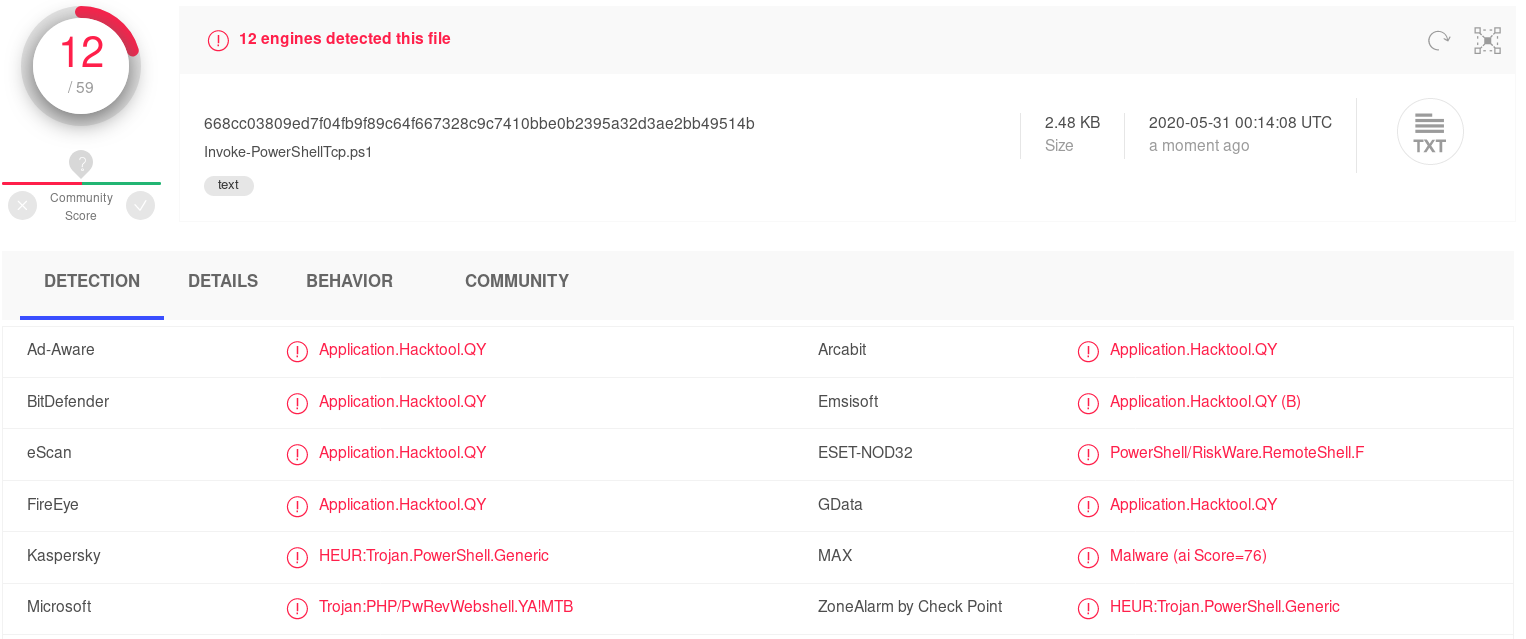 12
/ 59
?
Community
Score
12 engines detected this file
668cc03809ed7f04fb9f89c64f667328c9c7410bbe0b2395a32d3ae2bb49514b
Invoke-PowerShellTcp.ps1
text
2.48 KB
Size
2020-05-31 00:14:08 UTC
a moment ago
TXT
DETECTION DETAILS BEHAVIOR COMMUNITY
Ad-Aware Application.Hacktool.QY Arcabit Application.Hacktool.QY
BitDefender Application.Hacktool.QY Emsisoft Application.Hacktool.QY (B)
eScan Application.Hacktool.QY ESET-NOD32 PowerShell/RiskWare.RemoteShell.F
FireEye Application.Hacktool.QY GData Application.Hacktool.QY
Kaspersky HEUR:Trojan.PowerShell.Generic MAX Malware (ai Score=76)
Microsoft Trojan:PHP/PwRevWebshell.YA!MTB ZoneAlarm by Check Point HEUR:Trojan.PowerShell.Generic